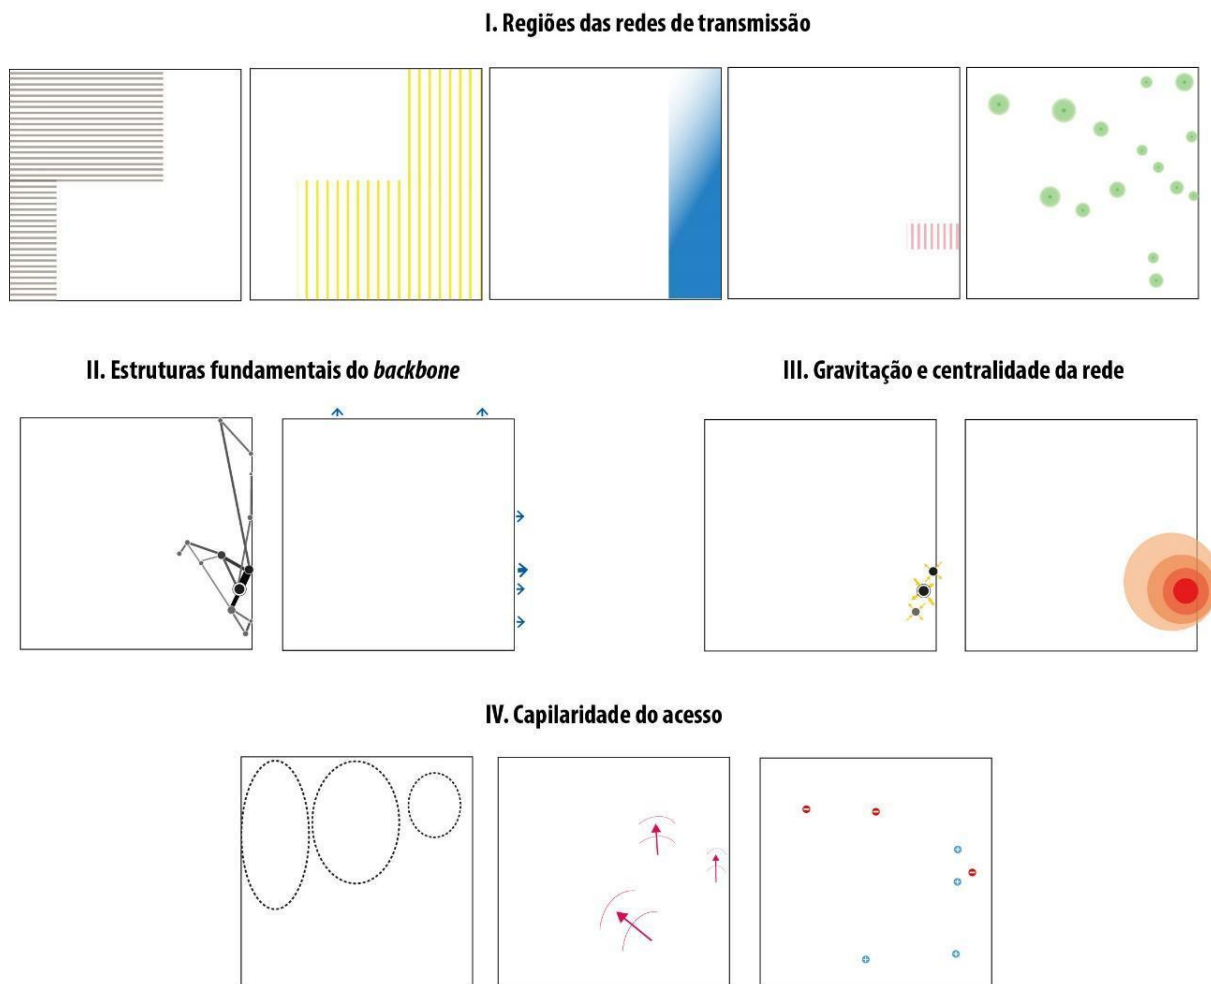 I. Regiões das redes de transmissão
II. Estruturas fundamentais do backbone
III. Gravitação e centralidade da rede
IV. Capilaridade do acesso